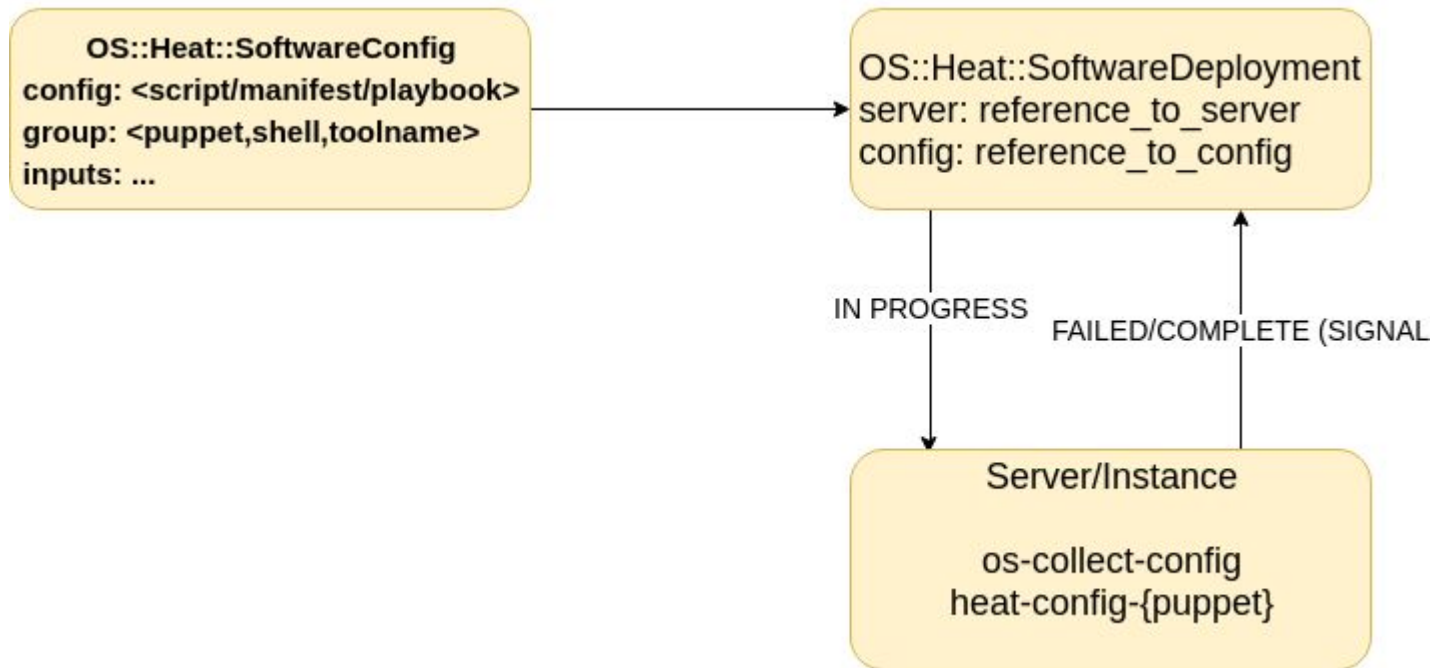 OS::Heat::SoftwareConfig
config: <script/manifest/playbook>
group: <puppet,shell,toolname>
inputs: ...
OS::Heat::SoftwareDeployment
server: reference_to_server
config: reference_to_config
IN PROGRESS
FAILED/COMPLETE (SIGNAL
Server/Instance
os-collect-config
heat-config-{puppet}